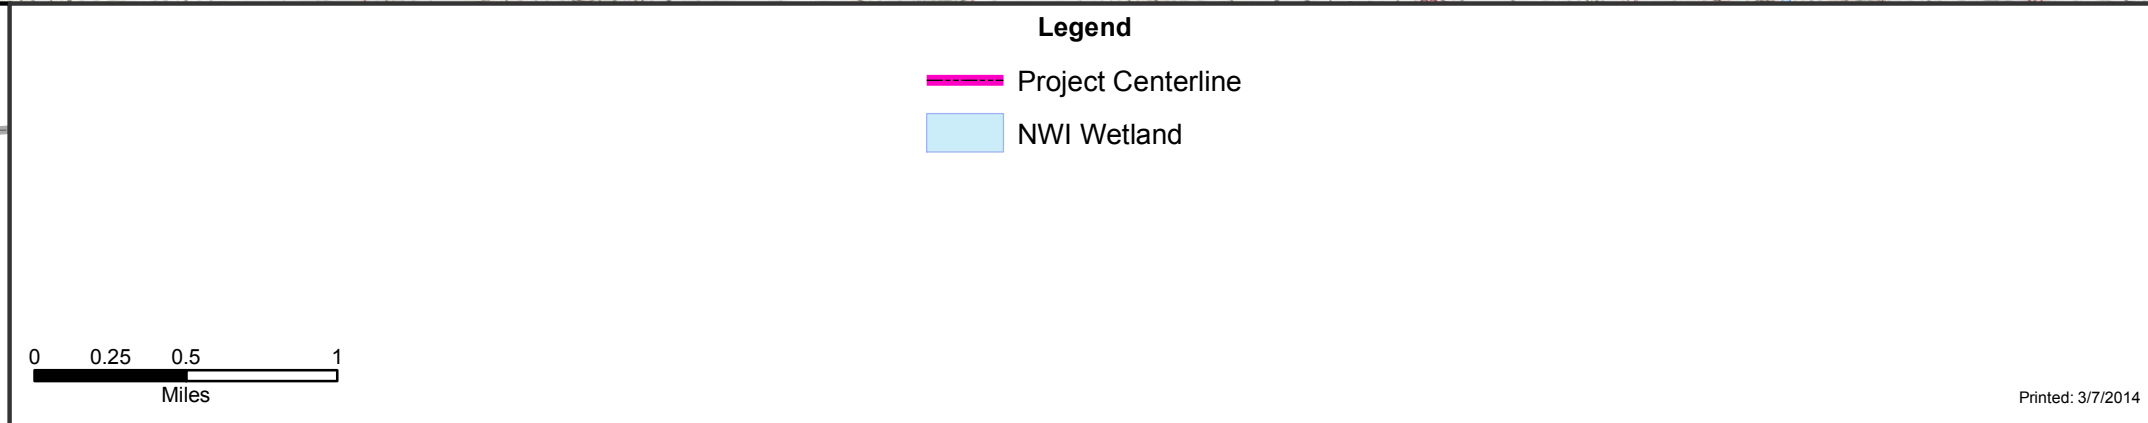 Legend
Project Centerline
NWI Wetland
0 0.25 0.5 1
Miles
Printed: 3/7/2014